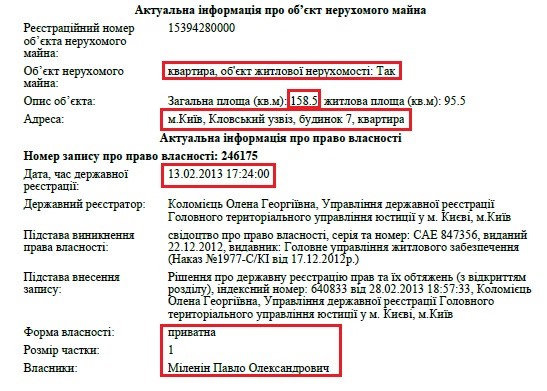 Актуальна інформація про об’єкт нерухомого майна
Реєстраційний номер 15394280000
об’єкта нерухомого
майна:
Об’єкт нерухомого квартира, об'єкт житлової нерухомості: Так
майна:
Опис об’єкта: Загальна площа (кв.м): 158.5 житлова площа (кв.м): 95.5
Адреса: м.Київ, Кловський узвіз, будинок 7, квартира
Актуальна інформація про право власності
Номер запису про право власності: 246175
Дата, час державної 13.02.2013 17:24:00
реєстрації:
Державний реєстратор: Коломієць Олена Георгіївна, Управління державної реєстрації
Головного територіального управління юстиції у м. Києві, м.Київ
Підстава виникнення свідоцтво про право власності, серія та номер: САЕ 847356, виданий
права власності: 22.12.2012, видавник: Головне управління житлового забезпечення
(Наказ №1977-С/КІ від 17.12.2012р.)
Підстава внесення Рішення про державну реєстрацію прав та їх обтяжень (з відкриттям
запису: розділу), індексний номер: 640833 від 28.02.2013 18:57:33, Коломієць
Олена Георгіївна, Управління державної реєстрації Головного
територіального управління юстиції у м. Києві, м.Київ
Форма власності: приватна
Розмір частки: 1
Власники: Міленін Павло Олександрович